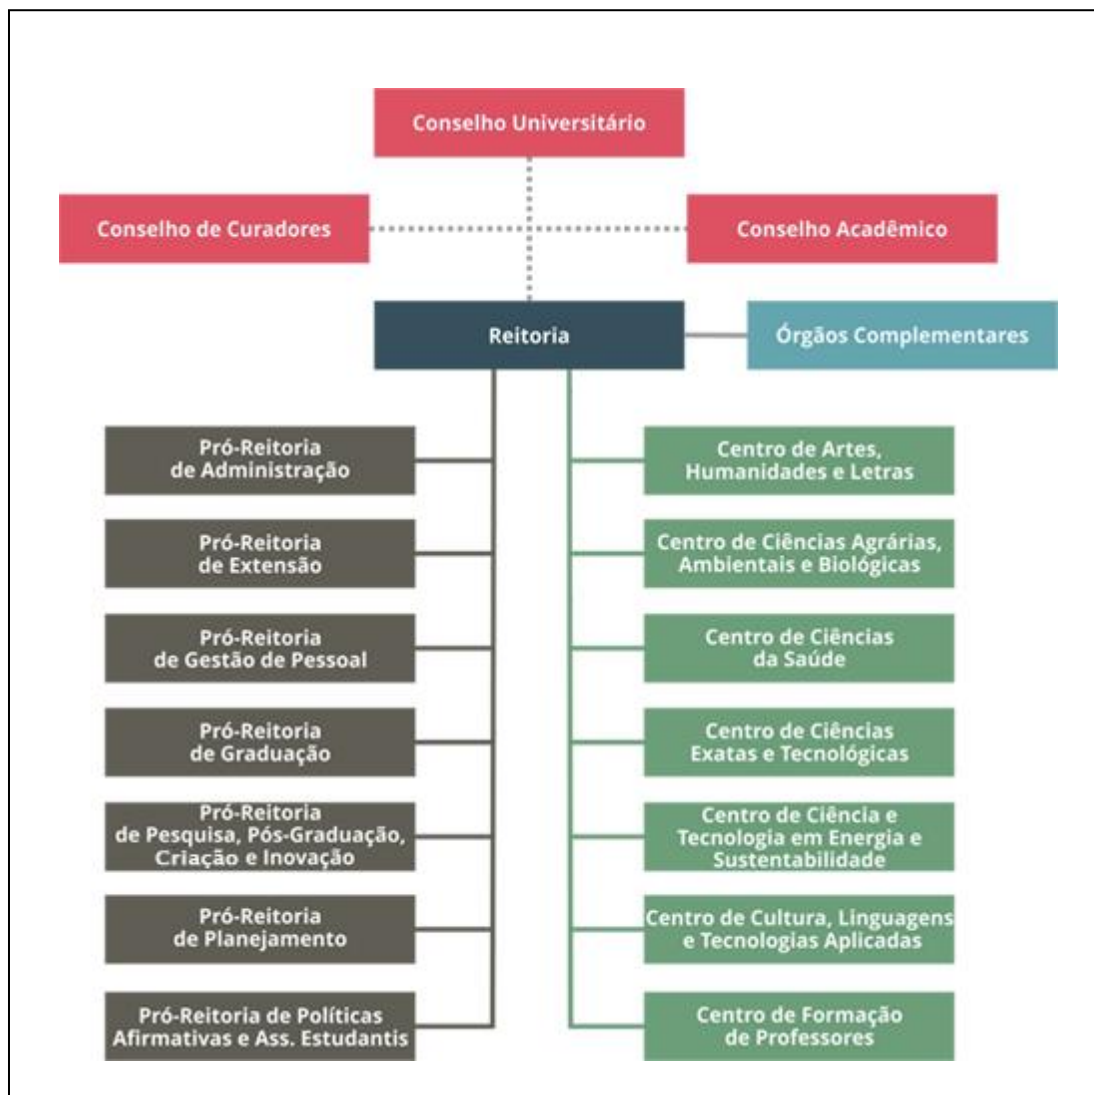 Conselho Universitário
Conselho de Curadores
Conselho Acadêmico
Reitoria
Órgãos Complementares
Pró-Reitoria
de Administração
Centro de Artes,
Humanidades e Letras
Pró-Reitoria
de Extensão
Centro de Ciências Agrárias,
Ambientais e Biológicas
Pró-Reitoria
de Gestão de Pessoal
Centro de Ciências
da Saúde
Pró-Reitoria
de Graduação
Centro de Ciências
Exatas e Tecnológicas
Pró-Reitoria
de Pesquisa, Pós-Graduação,
Criação e Inovação
Centro de Ciência e
Tecnologia em Energia e
Sustentabilidade
Pró-Reitoria
de Planejamento
Centro de Cultura, Linguagens
e Tecnologias Aplicadas
Pró-Reitoria de Políticas
Afirmativas e Ass. Estudantis
Centro de Formação
de Professores